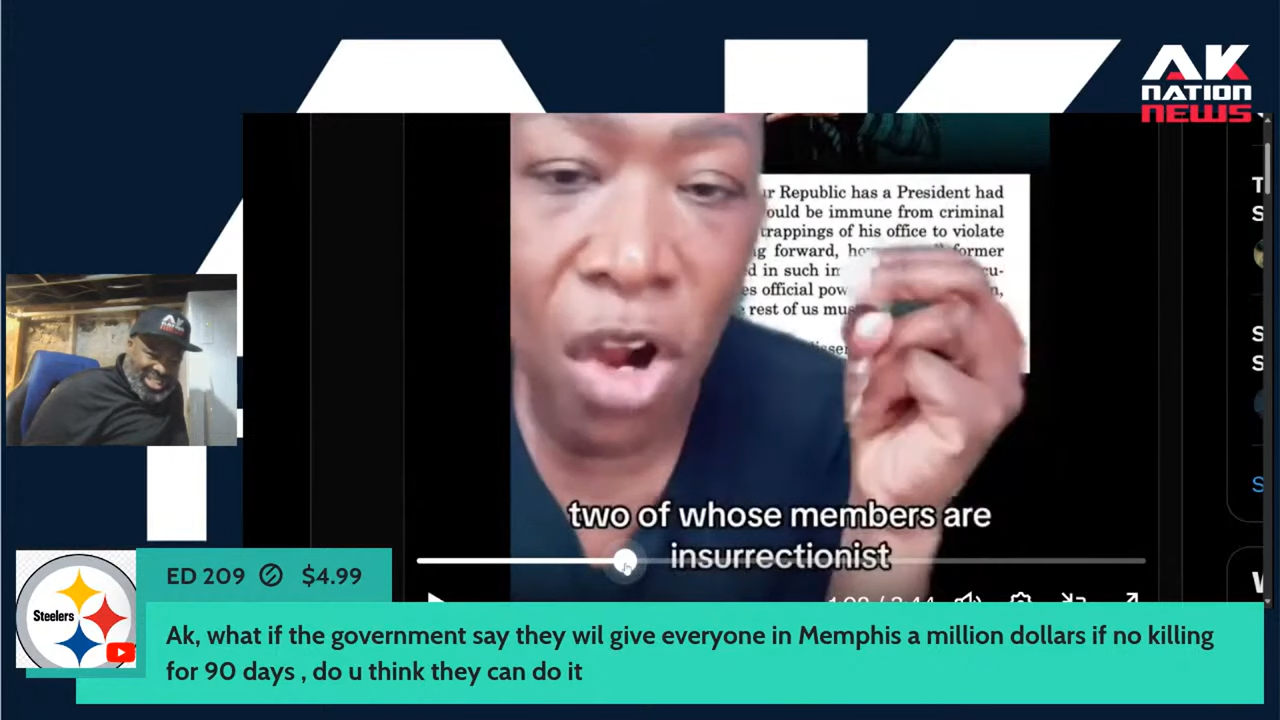 AK
NATION
NEWS
ur Republic has a President had
ould be immune from criminal
trappings of his office to violate
g forward, former
d in such
es official
rest of us
two of whose members are
insurrectionist
AK
Steelers
ED 209 $4.99
Ak, what if the government say they wil give everyone in Memphis a million dollars if no killing
for 90 days , do u think they can do it